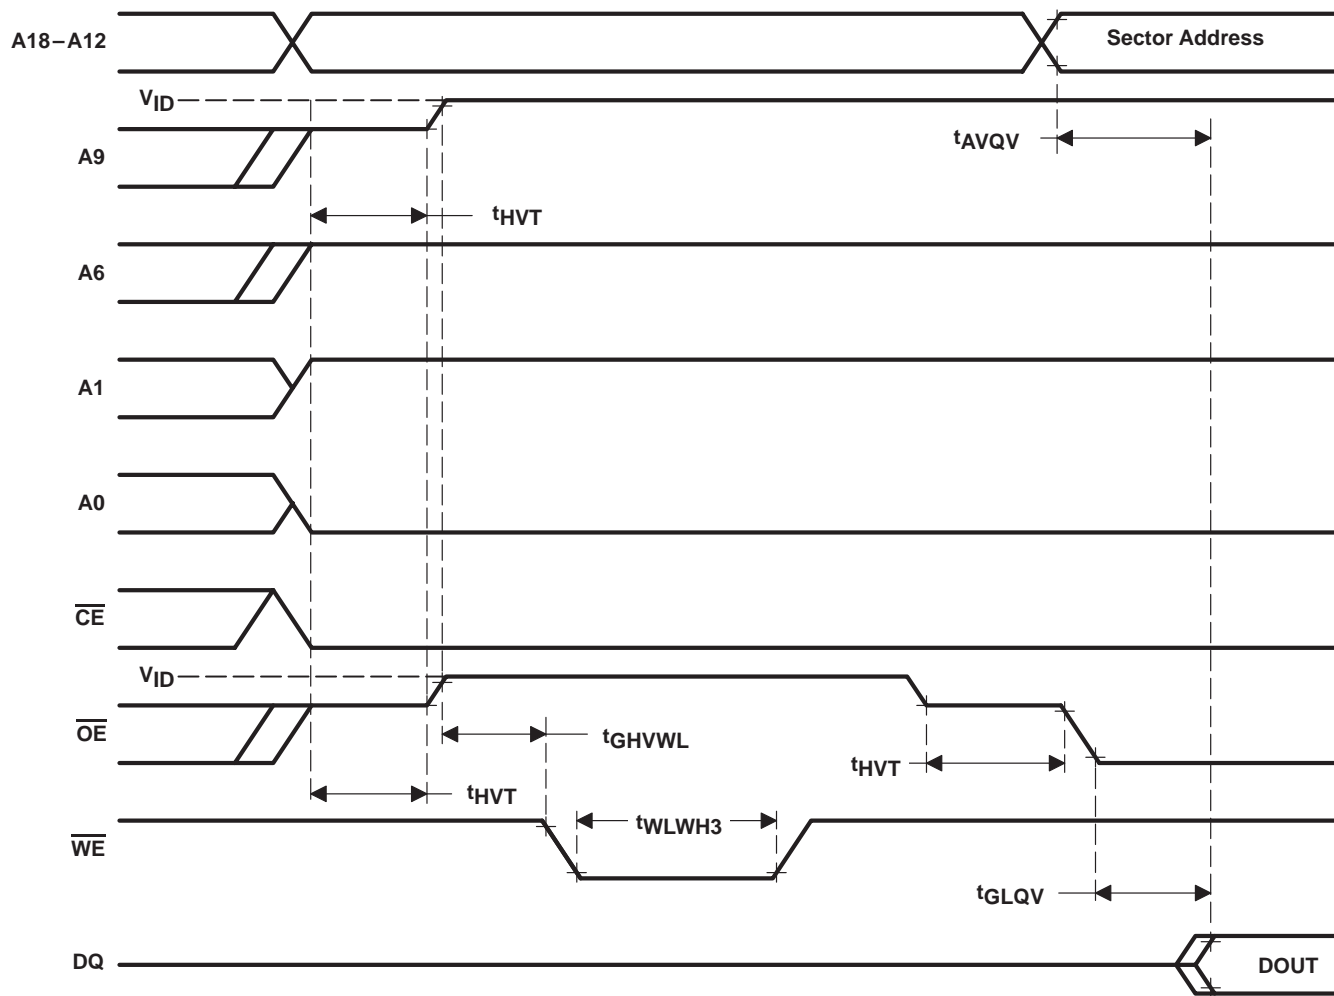 A18–A12
Sector Address
VID
A9
tAVQV
tHVT
A6
A1
A0
CE
VID
OE
tGHVWL
tHVT
tHVT
WE
tWLWH3
tGLQV
DQ
DOUT